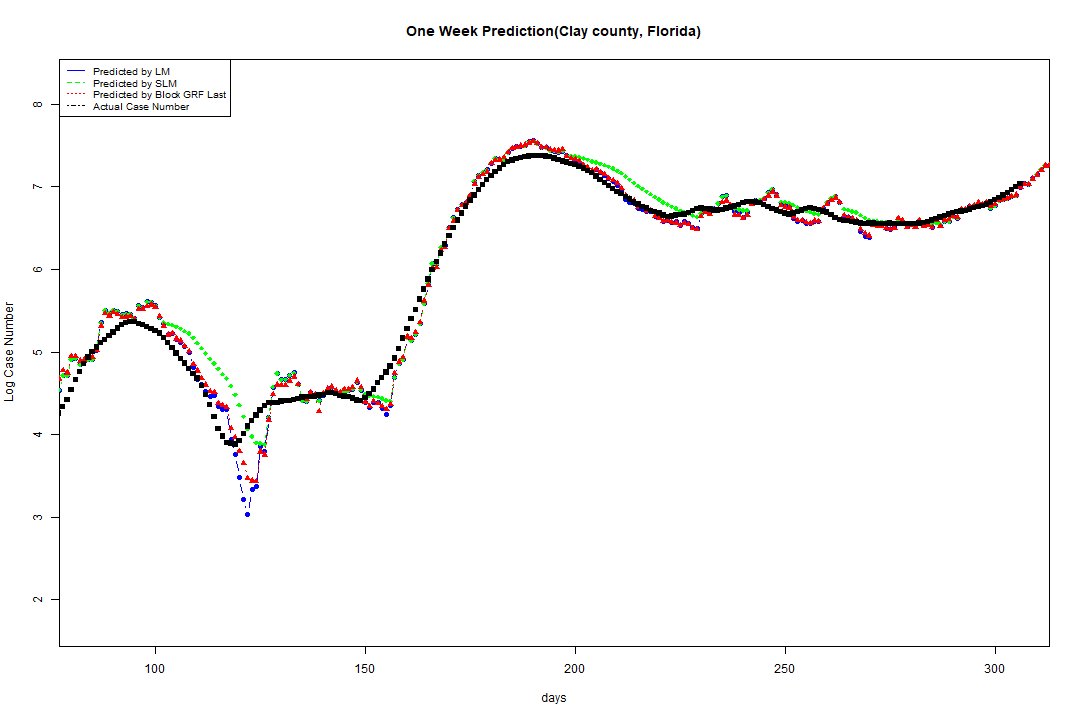 One Week Prediction(Clay county, Florida)
Predicted by LM
Predicted by SLM
Predicted by Block GRF Last
Actual Case Number
8
7
6
5
4
3
2
Log Case Number
100 150 200 250 300
days